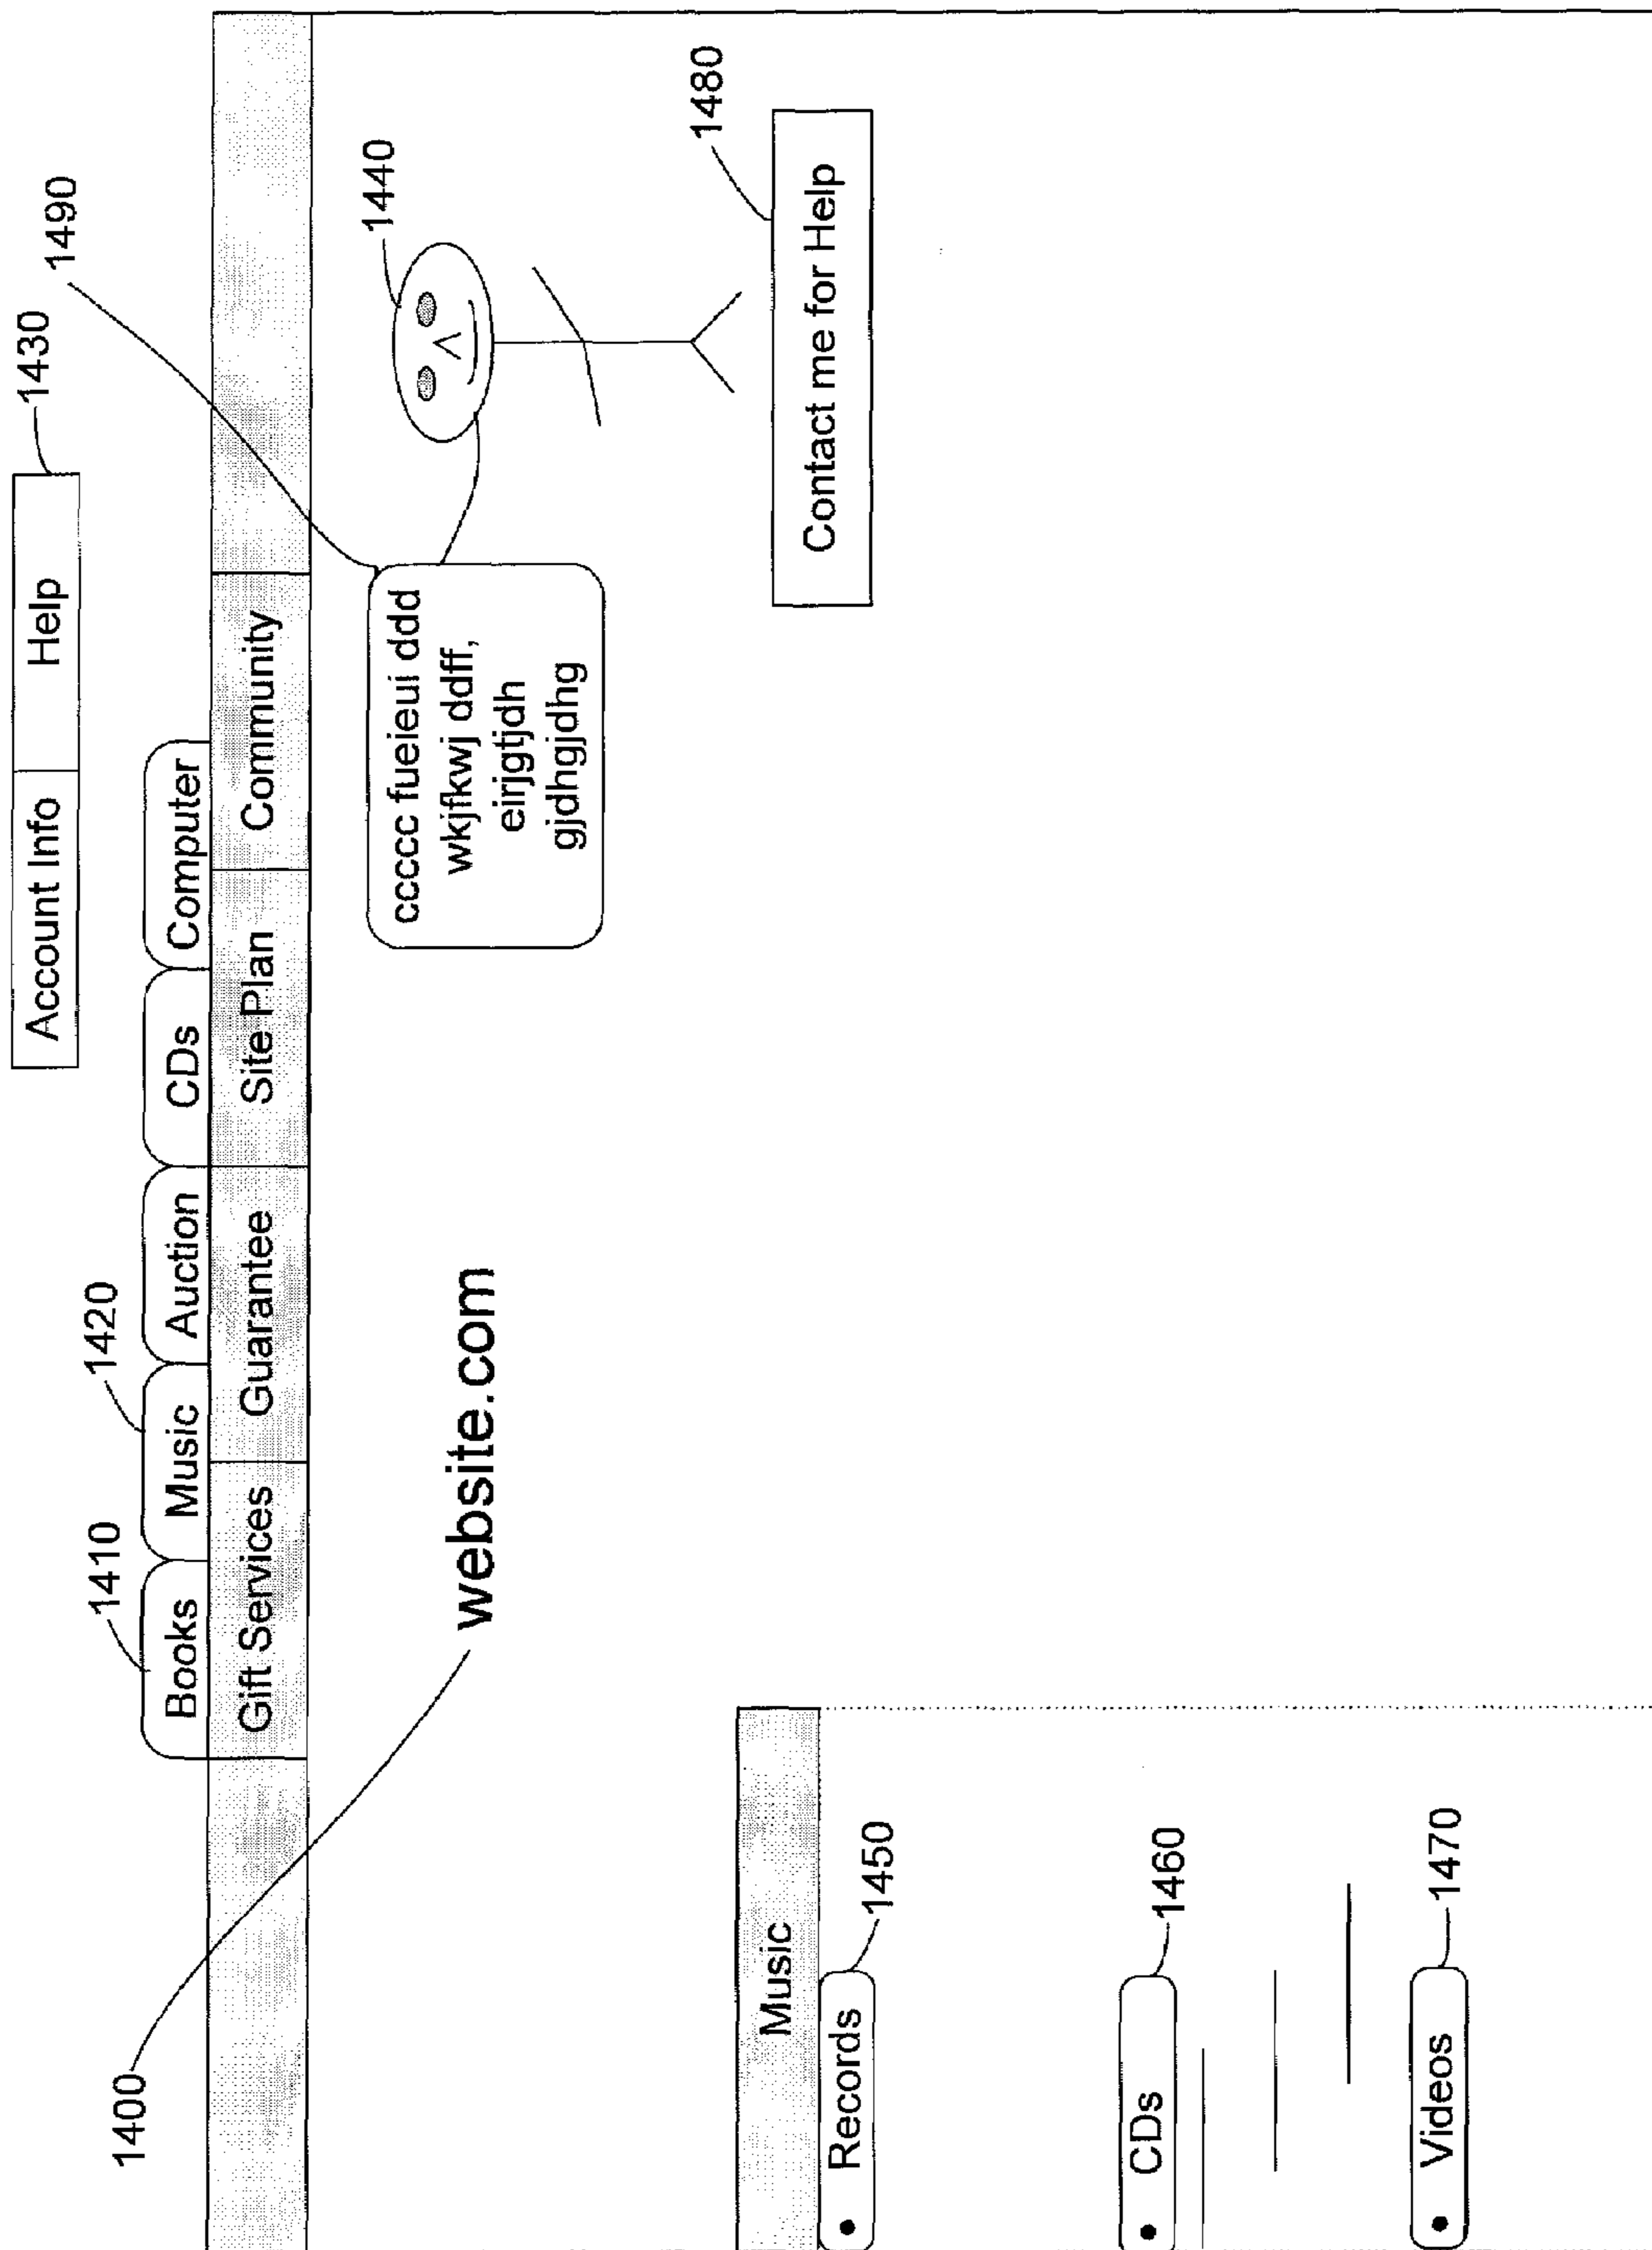 Account Info Help 1430
1490
1410 1420
Books Music Auction CDs Computer
Gift Services Guarantee Site Plan Community
1400
website.com
1440
ccccc fueieui ddd
wkjfkwj ddff,
eirjgtjdh
gjdhgjdhg
1480
Contact me for Help
Music
• Records
1450
• CDs
1460
• Videos
1470